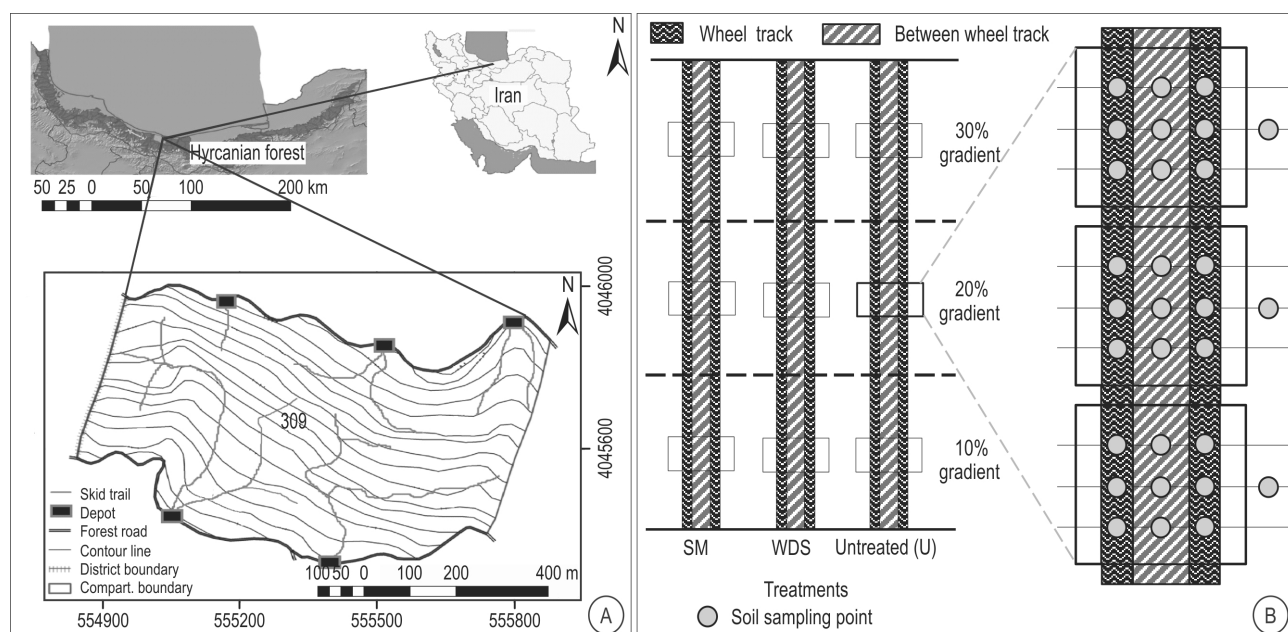 N
Iran
Hyrcanian forest
50 25 0 50 100 200 km
N
4046000
4045600
309
Skid trail
Depot
Forest road
Contour line
District boundary
Compart. boundary
100 50 0 100 200 400 m
554900 555200 555500 555800
A
Wheel track Between wheel track
30%
gradient
20%
gradient
10%
gradient
SM WDS Untreated (U)
Treatments
Soil sampling point
B